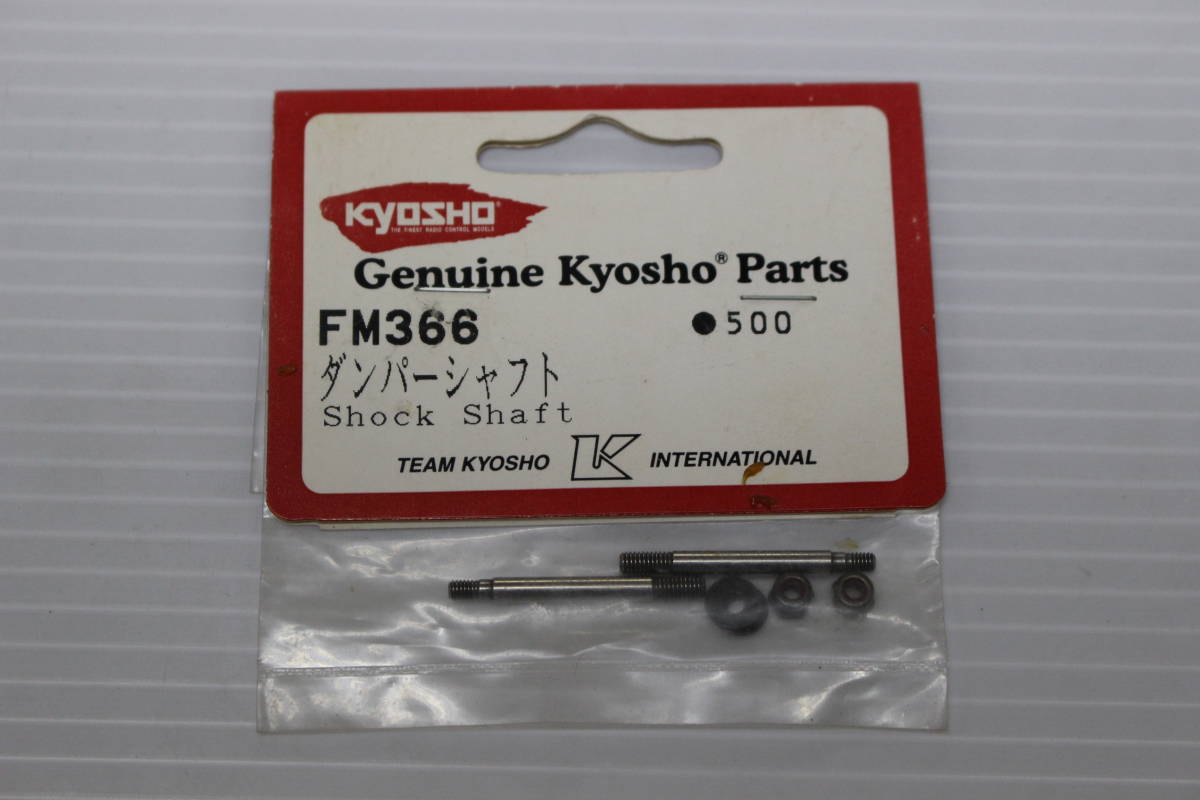 KYOSHO®
THE FINEST RADIO CONTROL MODELS
Genuine Kyosho® Parts
FM366 ●500
ダンパーシャフト
Shock Shaft
TEAM KYOSHO K INTERNATIONAL